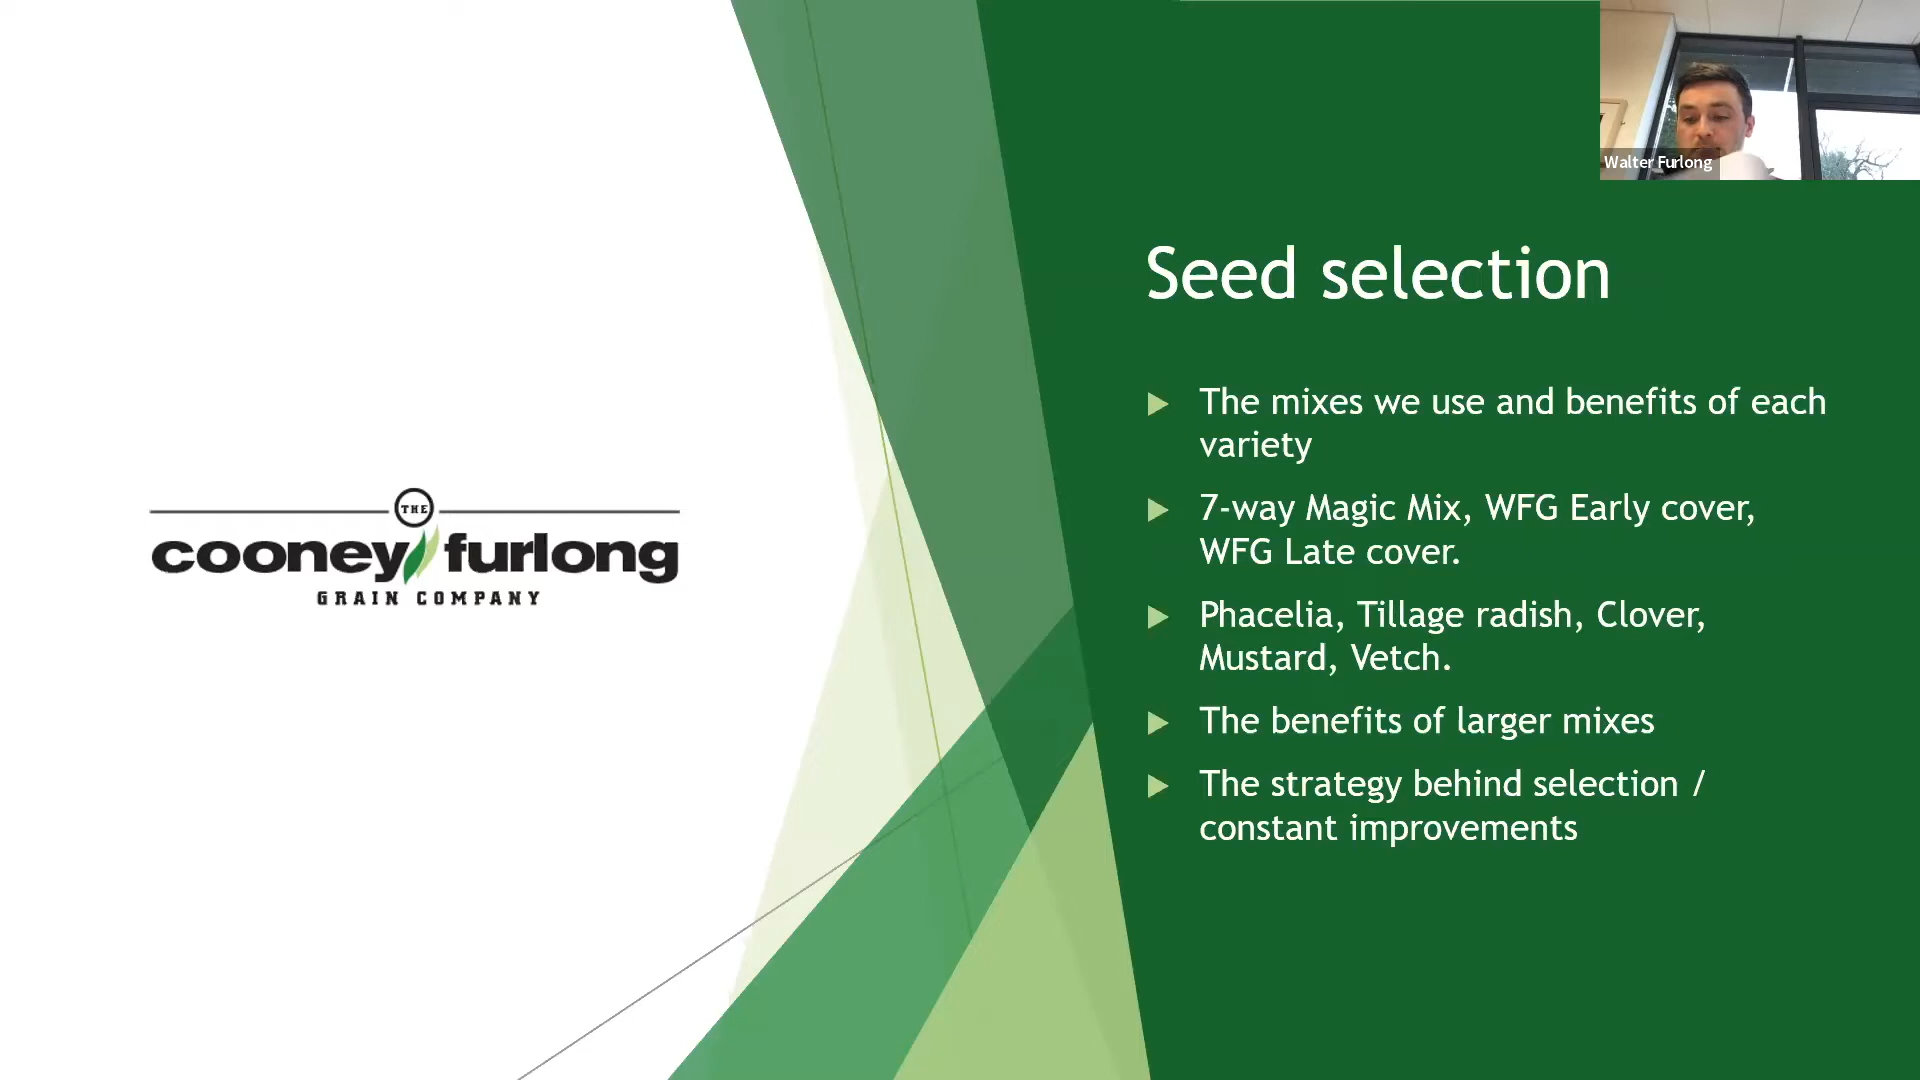 Walter Furlong
Seed selection
The mixes we use and benefits of each
variety
7-way Magic Mix, WFG Early cover,
WFG Late cover.
Phacelia, Tillage radish, Clover,
Mustard, Vetch.
The benefits of larger mixes
The strategy behind selection /
constant improvements
THE
cooney furlong
GRAIN COMPANY